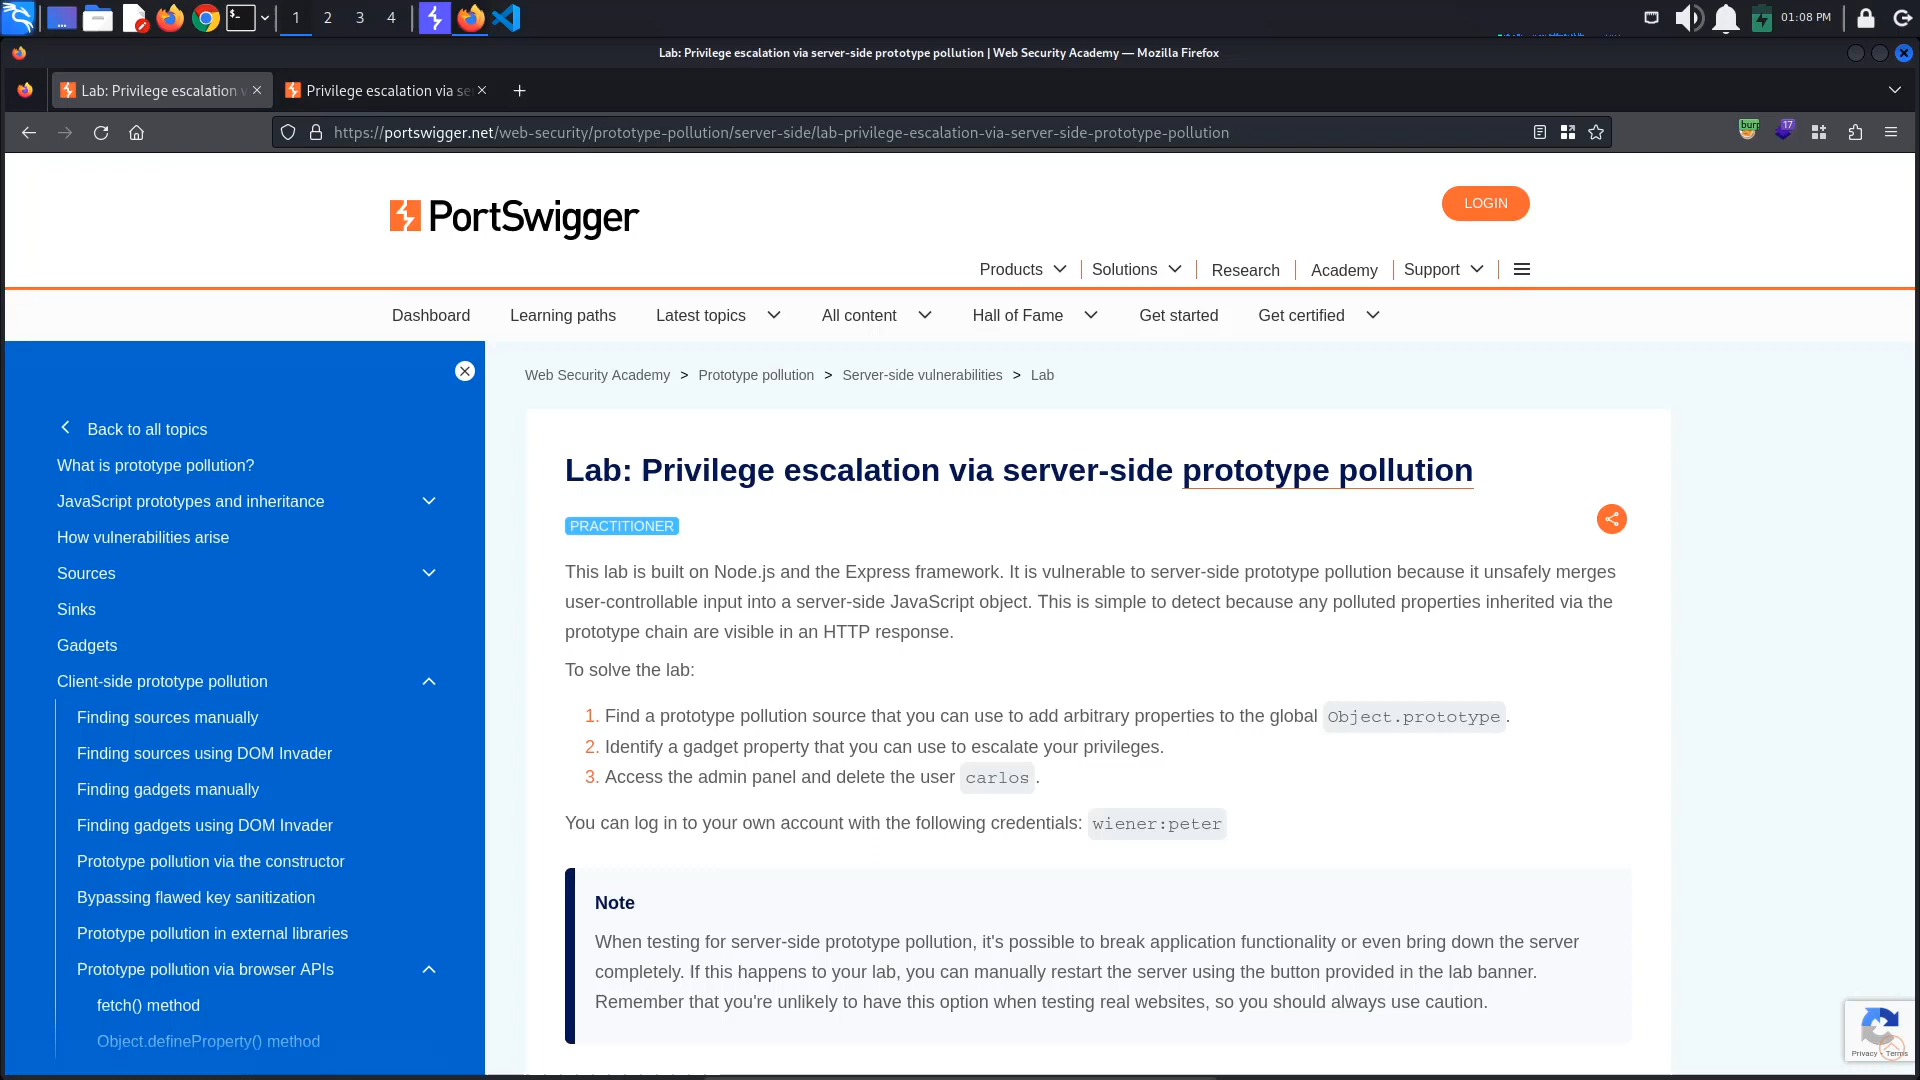 1 2 3 4
01:08 PM
Lab: Privilege escalation via server-side prototype pollution | Web Security Academy — Mozilla Firefox
Lab: Privilege escalation v
Privilege escalation via se
https://portswigger.net/web-security/prototype-pollution/server-side/lab-privilege-escalation-via-server-side-prototype-pollution
burp
17
PortSwigger
LOGIN
Products
Solutions
Research
Academy
Support
Dashboard
Learning paths
Latest topics
All content
Hall of Fame
Get started
Get certified
Back to all topics
What is prototype pollution?
JavaScript prototypes and inheritance
How vulnerabilities arise
Sources
Sinks
Gadgets
Client-side prototype pollution
Finding sources manually
Finding sources using DOM Invader
Finding gadgets manually
Finding gadgets using DOM Invader
Prototype pollution via the constructor
Bypassing flawed key sanitization
Prototype pollution in external libraries
Prototype pollution via browser APIs
fetch() method
Object.defineProperty() method
Web Security Academy > Prototype pollution > Server-side vulnerabilities > Lab
Lab: Privilege escalation via server-side prototype pollution
PRACTITIONER
This lab is built on Node.js and the Express framework. It is vulnerable to server-side prototype pollution because it unsafely merges
user-controllable input into a server-side JavaScript object. This is simple to detect because any polluted properties inherited via the
prototype chain are visible in an HTTP response.
To solve the lab:
1. Find a prototype pollution source that you can use to add arbitrary properties to the global Object.prototype.
2. Identify a gadget property that you can use to escalate your privileges.
3. Access the admin panel and delete the user carlos.
You can log in to your own account with the following credentials: wiener:peter
Note
When testing for server-side prototype pollution, it's possible to break application functionality or even bring down the server
completely. If this happens to your lab, you can manually restart the server using the button provided in the lab banner.
Remember that you're unlikely to have this option when testing real websites, so you should always use caution.
Privacy - Terms